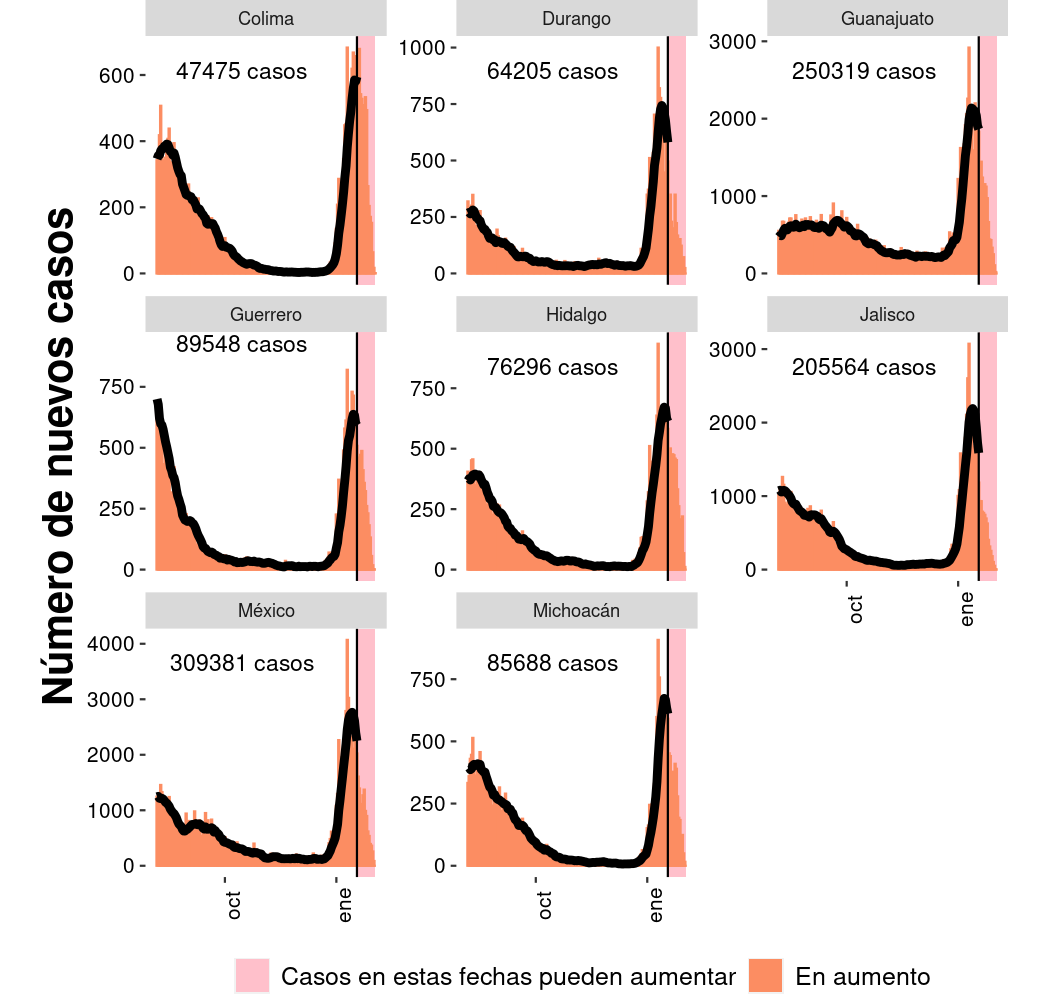 Número de nuevos casos
Colima
47475 casos
600
400
200
0
Durango
64205 casos
1000
750
500
250
0
Guanajuato
250319 casos
3000
2000
1000
0
Guerrero
89548 casos
750
500
250
0
Hidalgo
76296 casos
750
500
250
0
Jalisco
205564 casos
3000
2000
1000
0
oct
ene
México
309381 casos
4000
3000
2000
1000
0
oct
ene
Michoacán
85688 casos
750
500
250
0
oct
ene
Casos en estas fechas pueden aumentar
En aumento